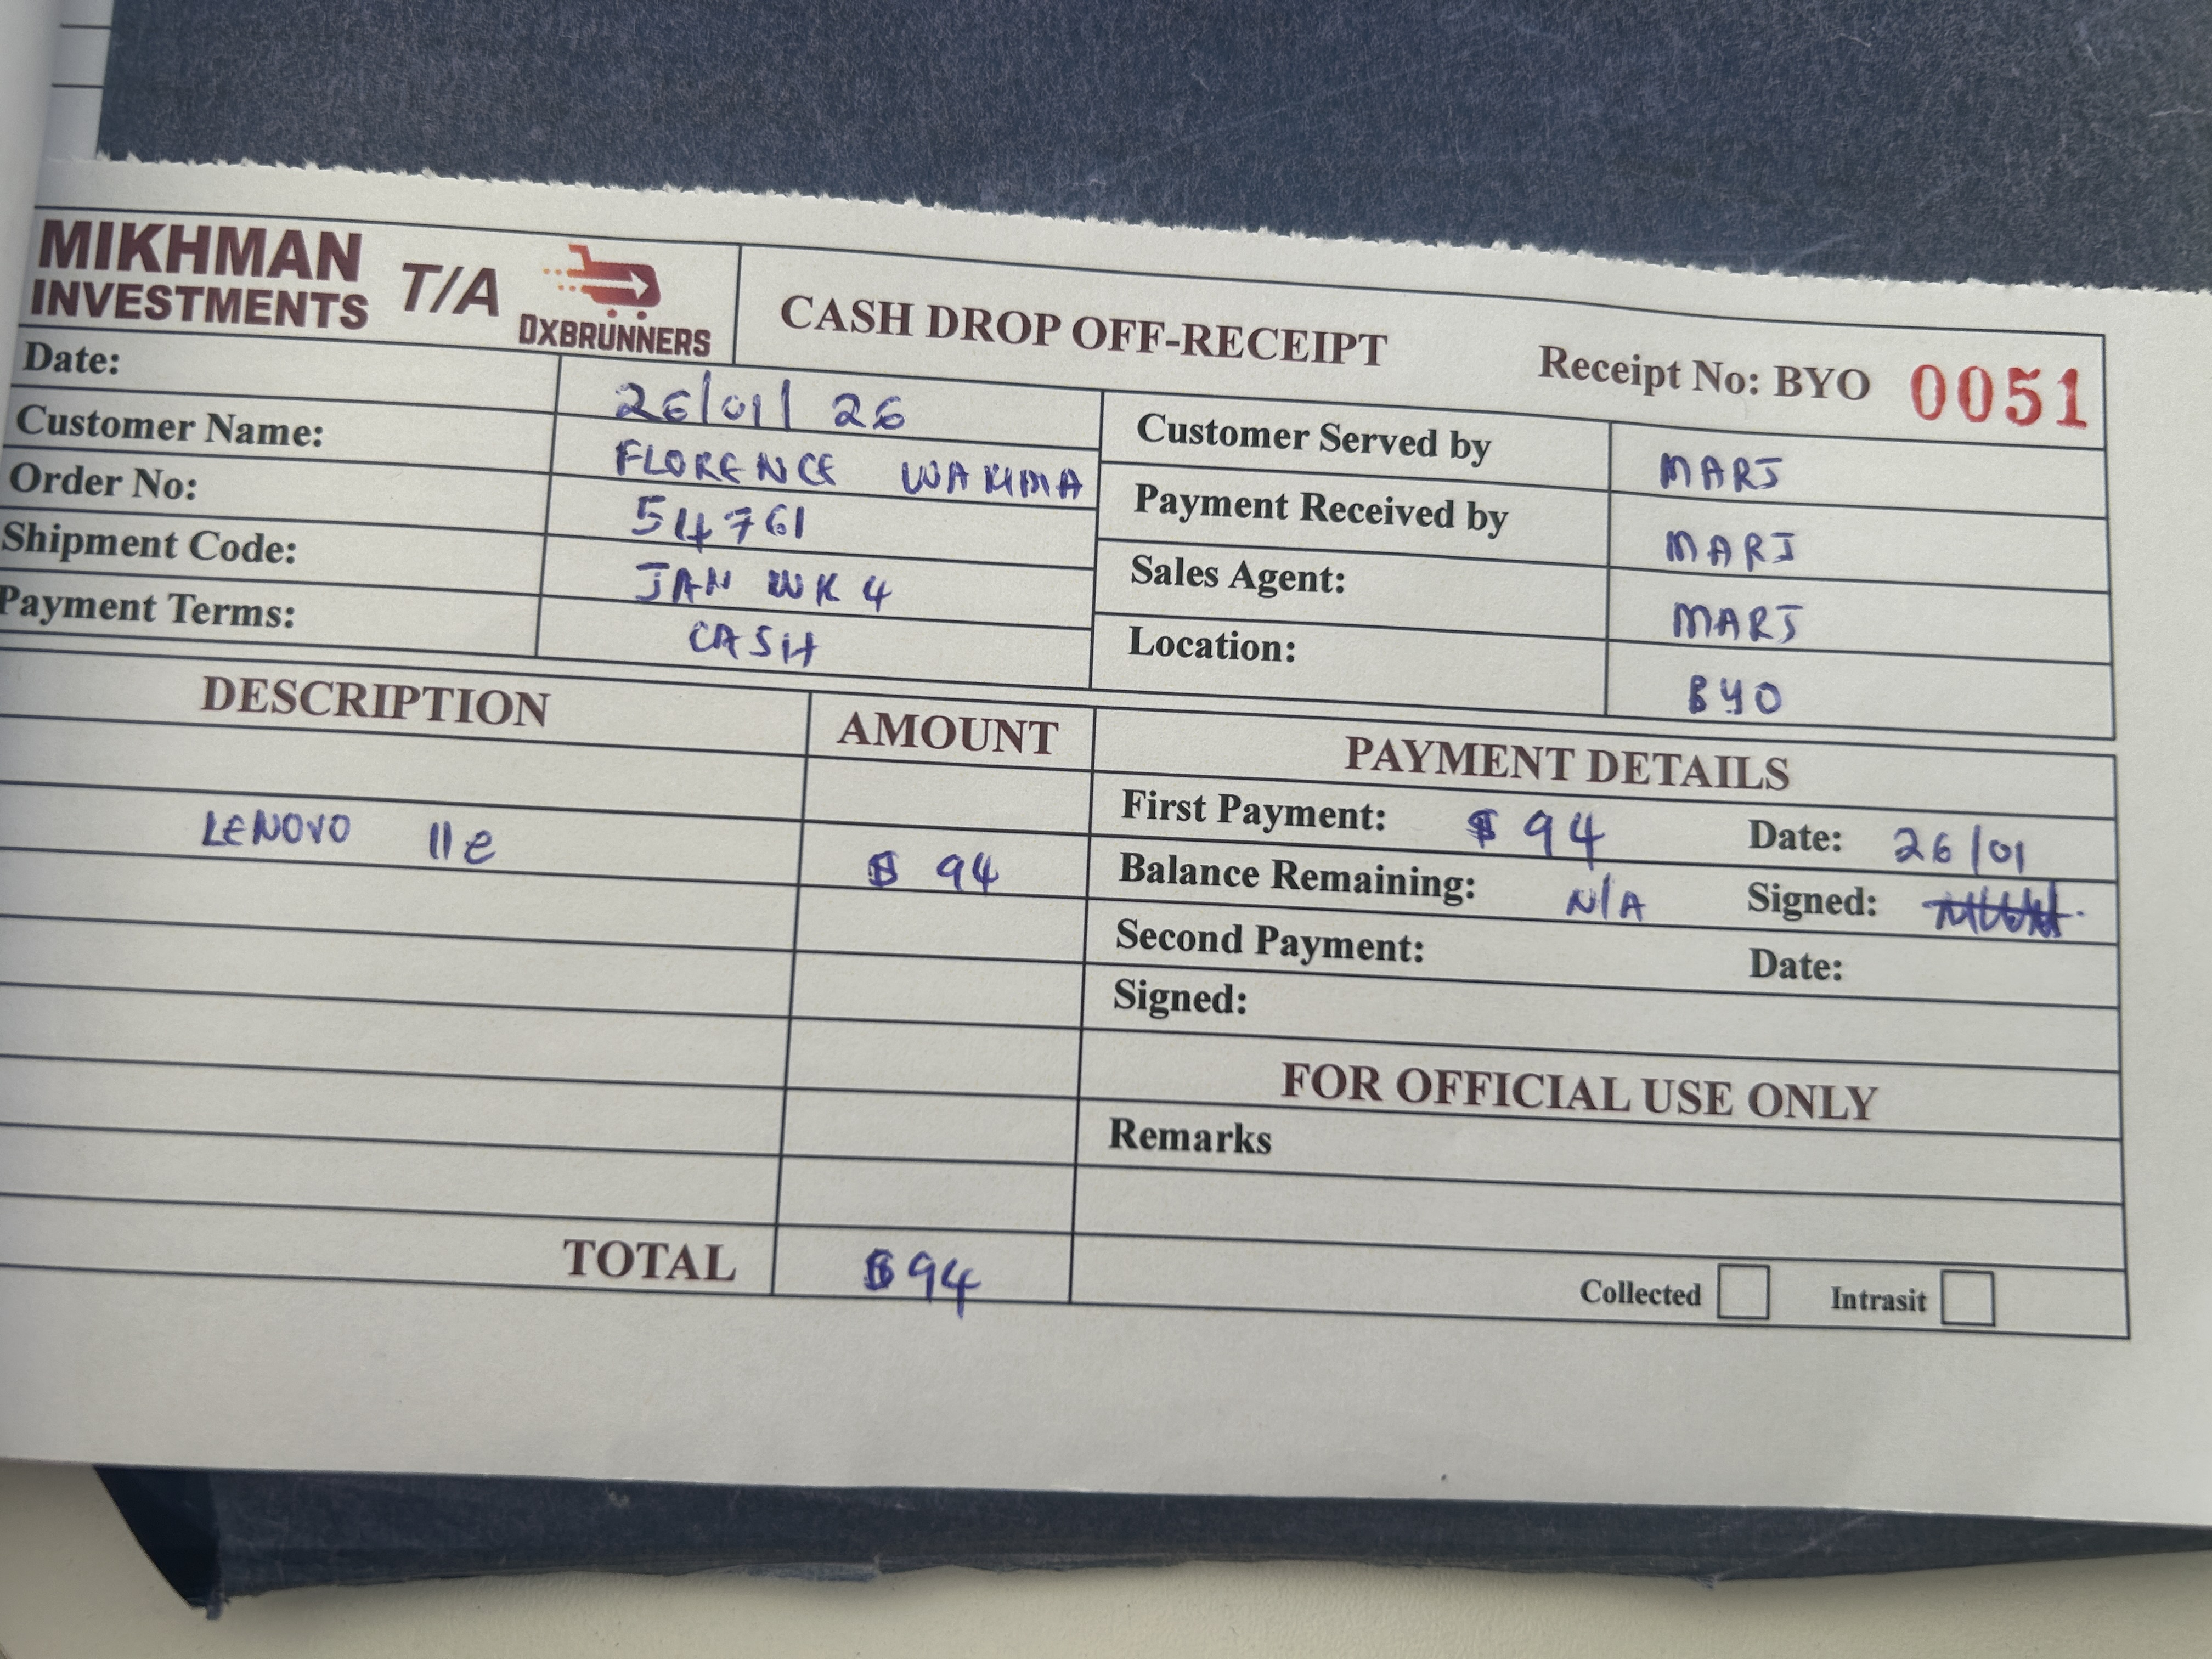 MIKHMAN INVESTMENTS T/A DXBRUNNERS
CASH DROP OFF-RECEIPT
Receipt No: BYO 0051
Date: 26/01/26
Customer Name: FLORENCE
Order No: 54761
Shipment Code: JAN WK 4
Payment Terms: CASH
Customer Served by MARJ
Payment Received by MARJ
Sales Agent: MARJ
Location: BYO
DESCRIPTION AMOUNT
LENOVO 11e $ 94
TOTAL $94
PAYMENT DETAILS
First Payment: $ 94 Date: 26/01
Balance Remaining: N/A Signed:
Second Payment: Date:
Signed:
FOR OFFICIAL USE ONLY
Remarks
Collected Intrasit